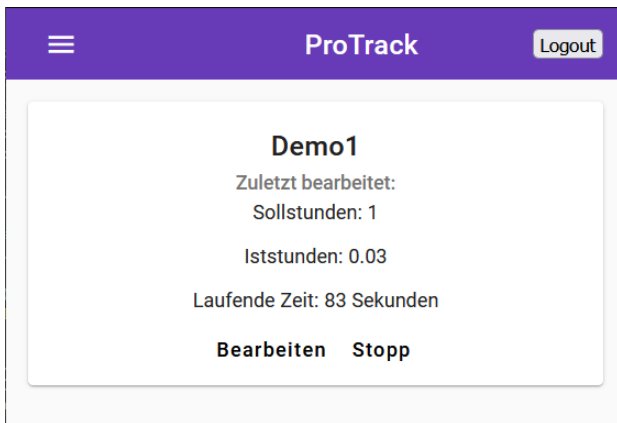 ProTrack
Logout
Demo1
Zuletzt bearbeitet:
Sollstunden: 1
Iststunden: 0.03
Laufende Zeit: 83 Sekunden
Bearbeiten Stopp